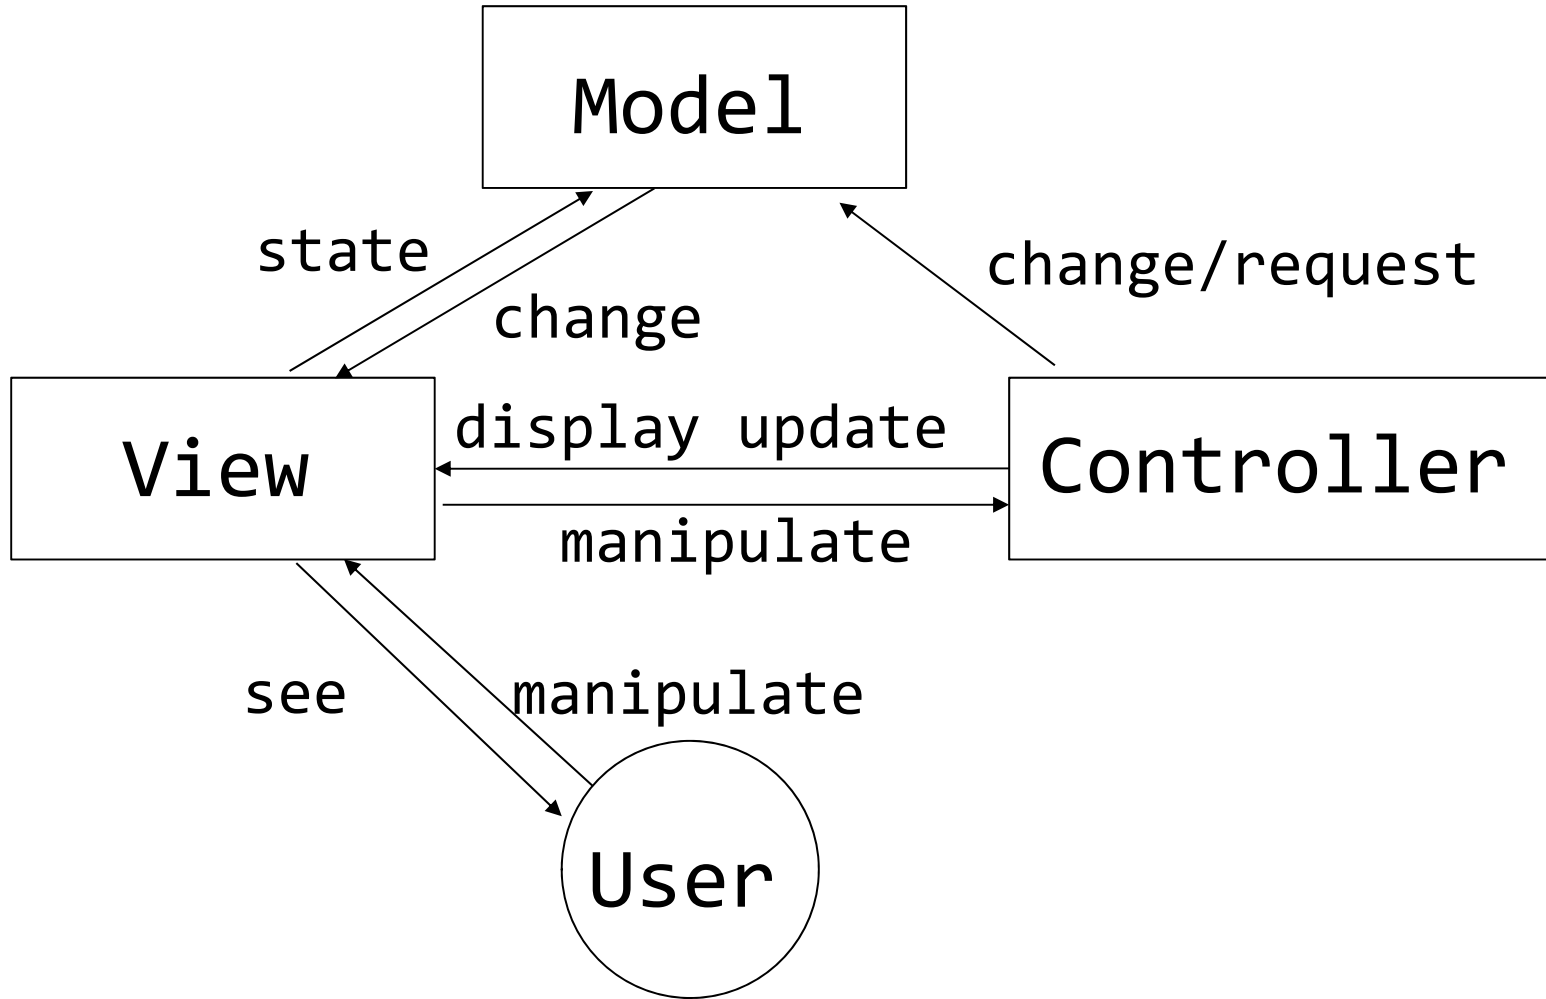 Model
state
change/request
change
display update
View
Controller
manipulate
see
manipulate
User